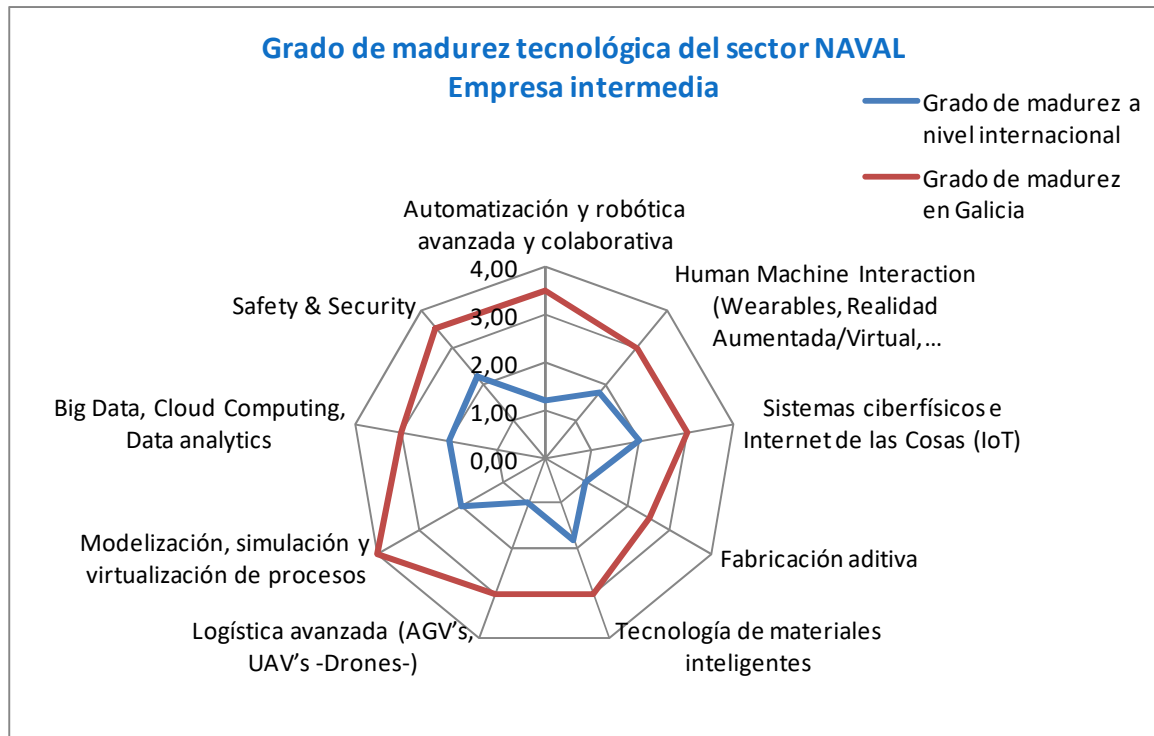 Grado de madurez tecnológica del sector NAVAL
Empresa intermedia
Grado de madurez a
nivel internacional
Grado de madurez
en Galicia
Automatización y robótica
avanzada y colaborativa
Human Machine Interaction
(Wearables, Realidad
Aumentada/Virtual,...
Sistemas ciberfísicos e
Internet de las Cosas (IoT)
Fabricación aditiva
Tecnología de materiales
inteligentes
Logística avanzada (AGV’s,
UAV’s -Drones-)
Modelización, simulación y
virtualización de procesos
Big Data, Cloud Computing,
Data analytics
Safety & Security
4,00
3,00
2,00
1,00
0,00